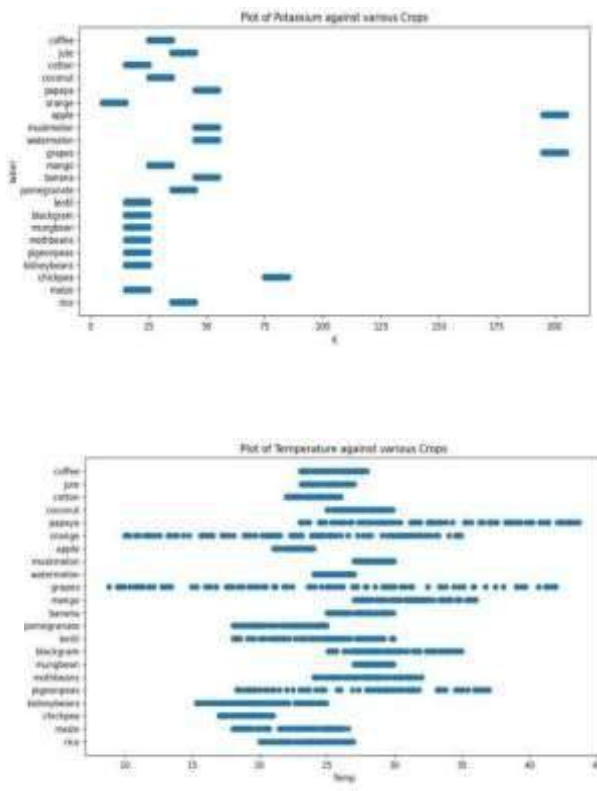 Plot of Potassium against various Crops
coffee
jute
cotton
coconut
papaya
orange
apple
muskmelon
watermelon
grapes
mango
banana
pomegranate
lentil
blackgram
mungbean
mothbeans
pigeonpeas
kidneybeans
chickpea
maize
rice
label
0 25 50 75 100 125 150 175 200
K
Plot of Temperature against various Crops
coffee
jute
cotton
coconut
papaya
orange
apple
muskmelon
watermelon
grapes
mango
banana
pomegranate
lentil
blackgram
mungbean
mothbeans
pigeonpeas
kidneybeans
chickpea
maize
rice
label
10 15 20 25 30 35 40 45
Temp